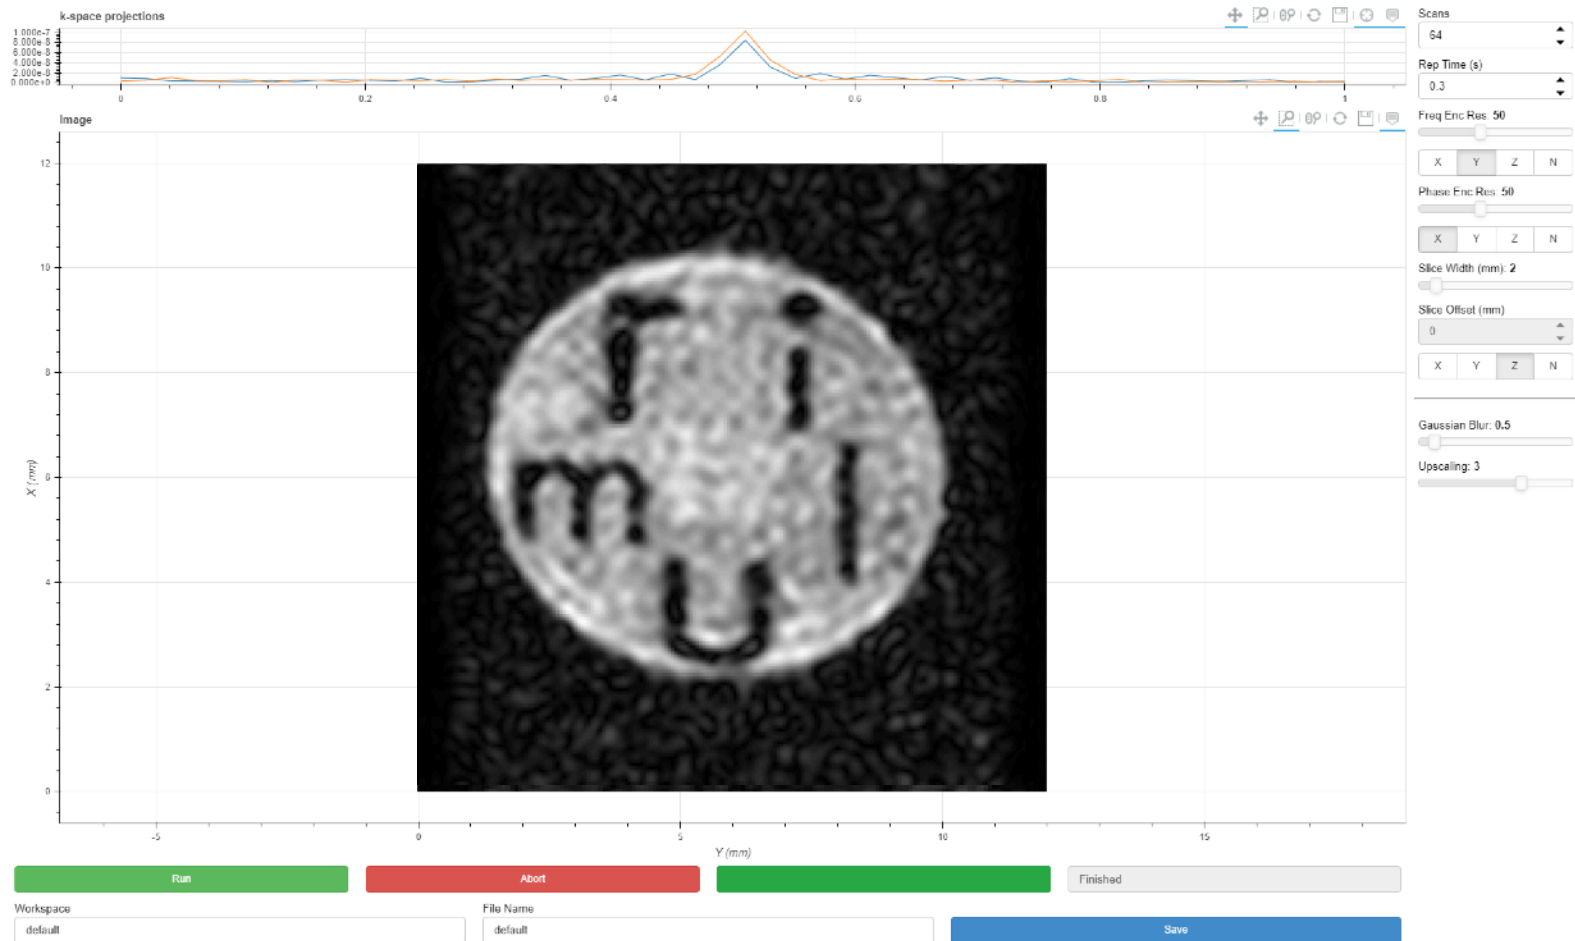 k-space projections
1.000e-7
8.000e-8
6.000e-8
4.000e-8
2.000e-8
0.000e+0
0 0.2 0.4 0.6 0.8 1
Image
12
10
8
6
4
2
0
X (mm)
-5 0 5 10 15
Y (mm)
r i
m l
u
Scans
64
Rep Time (s)
0.3
Freq Enc Res: 50
X Y Z N
Phase Enc Res: 50
X Y Z N
Slice Width (mm): 2
Slice Offset (mm)
0
X Y Z N
Gaussian Blur: 0.5
Upscaling: 3
Run Abort Finished
Workspace File Name
default default Save